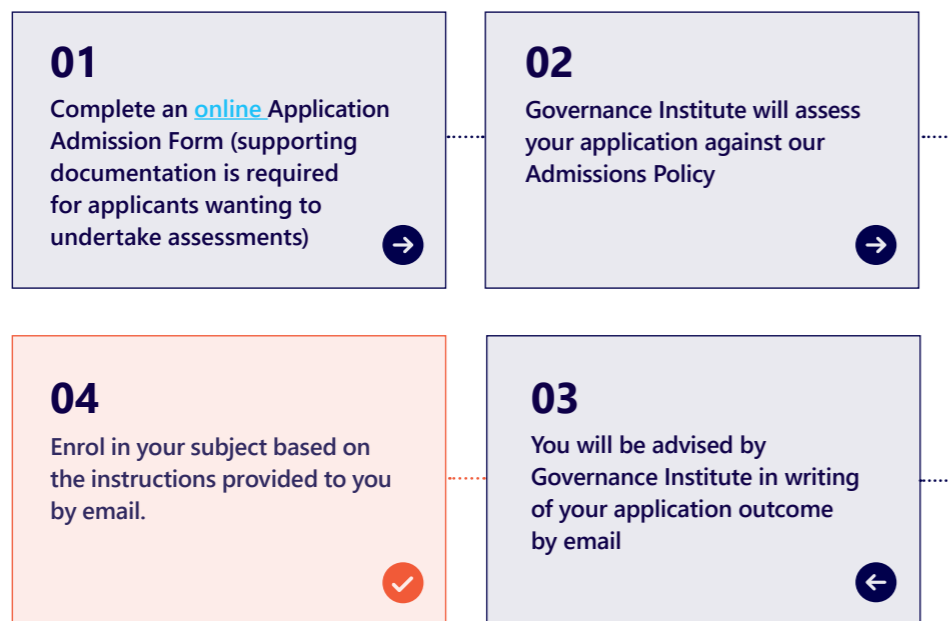 01
Complete an online Application
Admission Form (supporting
documentation is required
for applicants wanting to
undertake assessments)
02
Governance Institute will assess
your application against our
Admissions Policy
03
You will be advised by
Governance Institute in writing
of your application outcome
by email
04
Enrol in your subject based on
the instructions provided to you
by email.